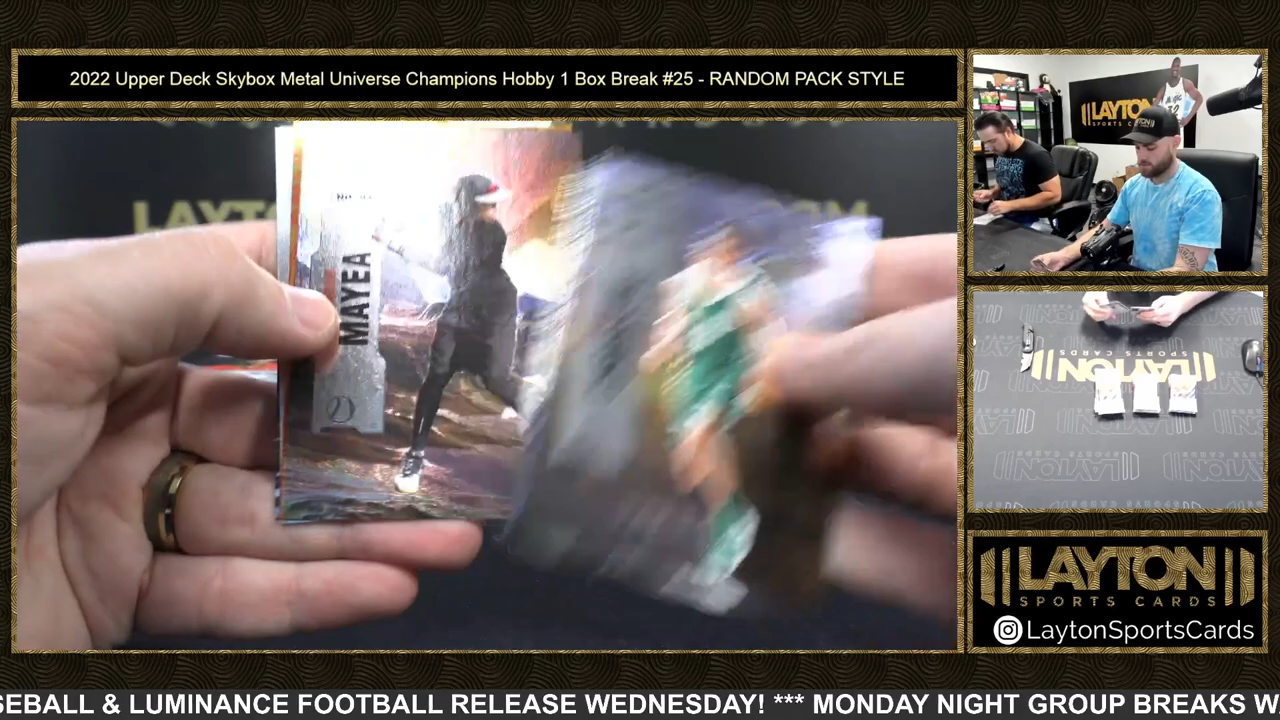 2022 Upper Deck Skybox Metal Universe Champions Hobby 1 Box Break #25 - RANDOM PACK STYLE
MAYEA
LAYTON
SPORTS CARDS
LAYTON
SPORTS CARDS
LAYTON
SPORTS CARDS
LaytonSportsCards
SEBALL & LUMINANCE FOOTBALL RELEASE WEDNESDAY! *** MONDAY NIGHT GROUP BREAKS W